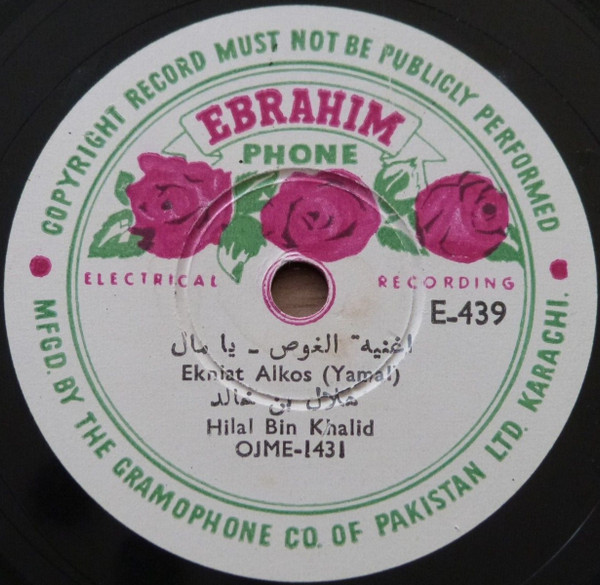 COPYRIGHT RECORD MUST NOT BE PUBLICLY PERFORMED
EBRAHIM
PHONE
ELECTRICAL RECORDING
E-439
اغنية الغوص - يا مال
Ekniat Alkos (Yamal)
هلال بن خالد
Hilal Bin Khalid
OJME-1431
MFGD. BY THE GRAMOPHONE CO. OF PAKISTAN LTD. KARACHI.